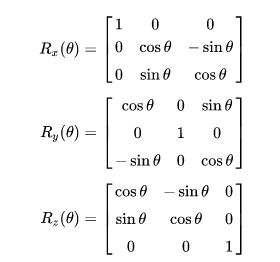 R_x(θ) = [ 1 0 0
0 cos θ − sin θ
0 sin θ cos θ ]
R_y(θ) = [ cos θ 0 sin θ
0 1 0
− sin θ 0 cos θ ]
R_z(θ) = [ cos θ − sin θ 0
sin θ cos θ 0
0 0 1 ]